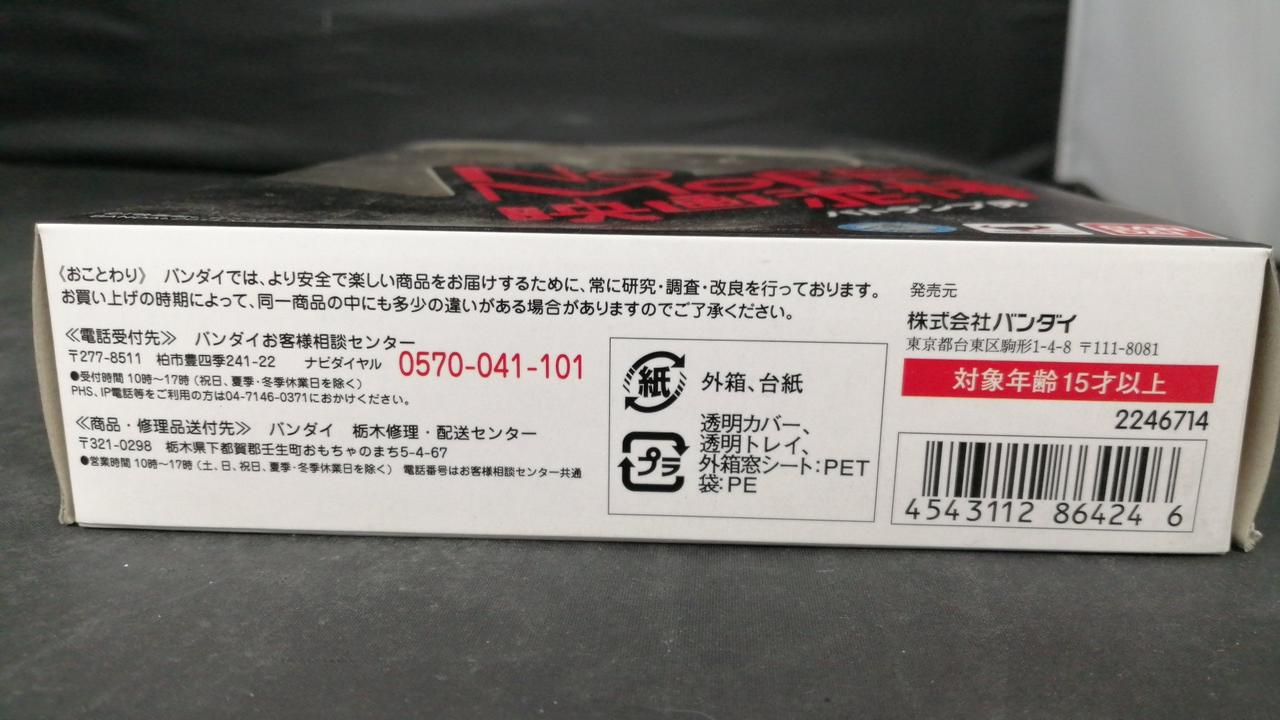 《おことわり》 バンダイでは、より安全で楽しい商品をお届けするために、常に研究・調査・改良を行っております。
お買い上げの時期によって、同一商品の中にも多少の違いがある場合がありますのでご了承ください。
≪電話受付先≫ バンダイお客様相談センター
〒277-8511 柏市豊四季241-22 ナビダイヤル 0570-041-101
●受付時間 10時〜17時(祝日、夏季・冬季休業日を除く)
PHS、IP電話等をご利用の方は04-7146-0371におかけください。
≪商品・修理品送付先≫ バンダイ 栃木修理・配送センター
〒321-0298 栃木県下都賀郡壬生町おもちゃのまち5-4-67
●営業時間 10時〜17時(土、日、祝日、夏季・冬季休業日を除く) 電話番号はお客様相談センター共通
紙
外箱、台紙
プラ
透明カバー、
透明トレイ、
外箱窓シート:PET
袋:PE
発売元
株式会社バンダイ
東京都台東区駒形1-4-8 〒111-8081
対象年齢15才以上
2246714
4543112 86424 6